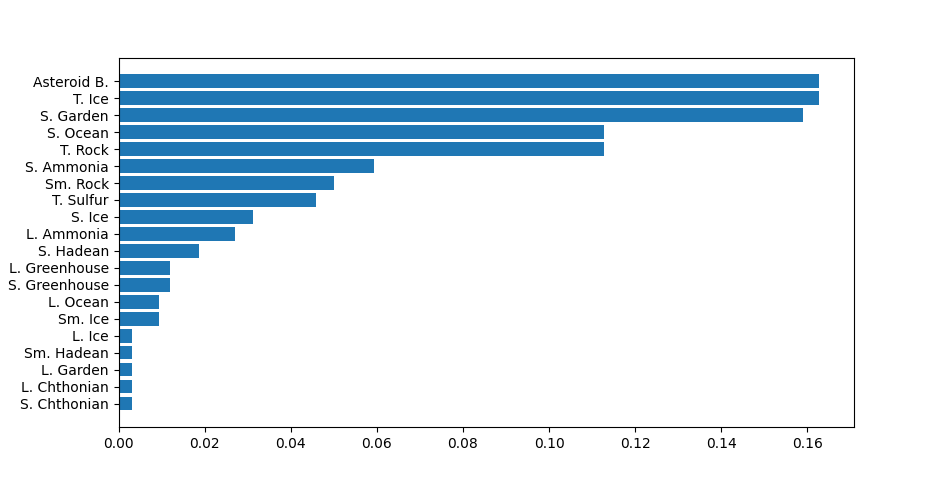 Asteroid B.
T. Ice
S. Garden
S. Ocean
T. Rock
S. Ammonia
Sm. Rock
T. Sulfur
S. Ice
L. Ammonia
S. Hadean
L. Greenhouse
S. Greenhouse
L. Ocean
Sm. Ice
L. Ice
Sm. Hadean
L. Garden
L. Chthonian
S. Chthonian
0.00 0.02 0.04 0.06 0.08 0.10 0.12 0.14 0.16